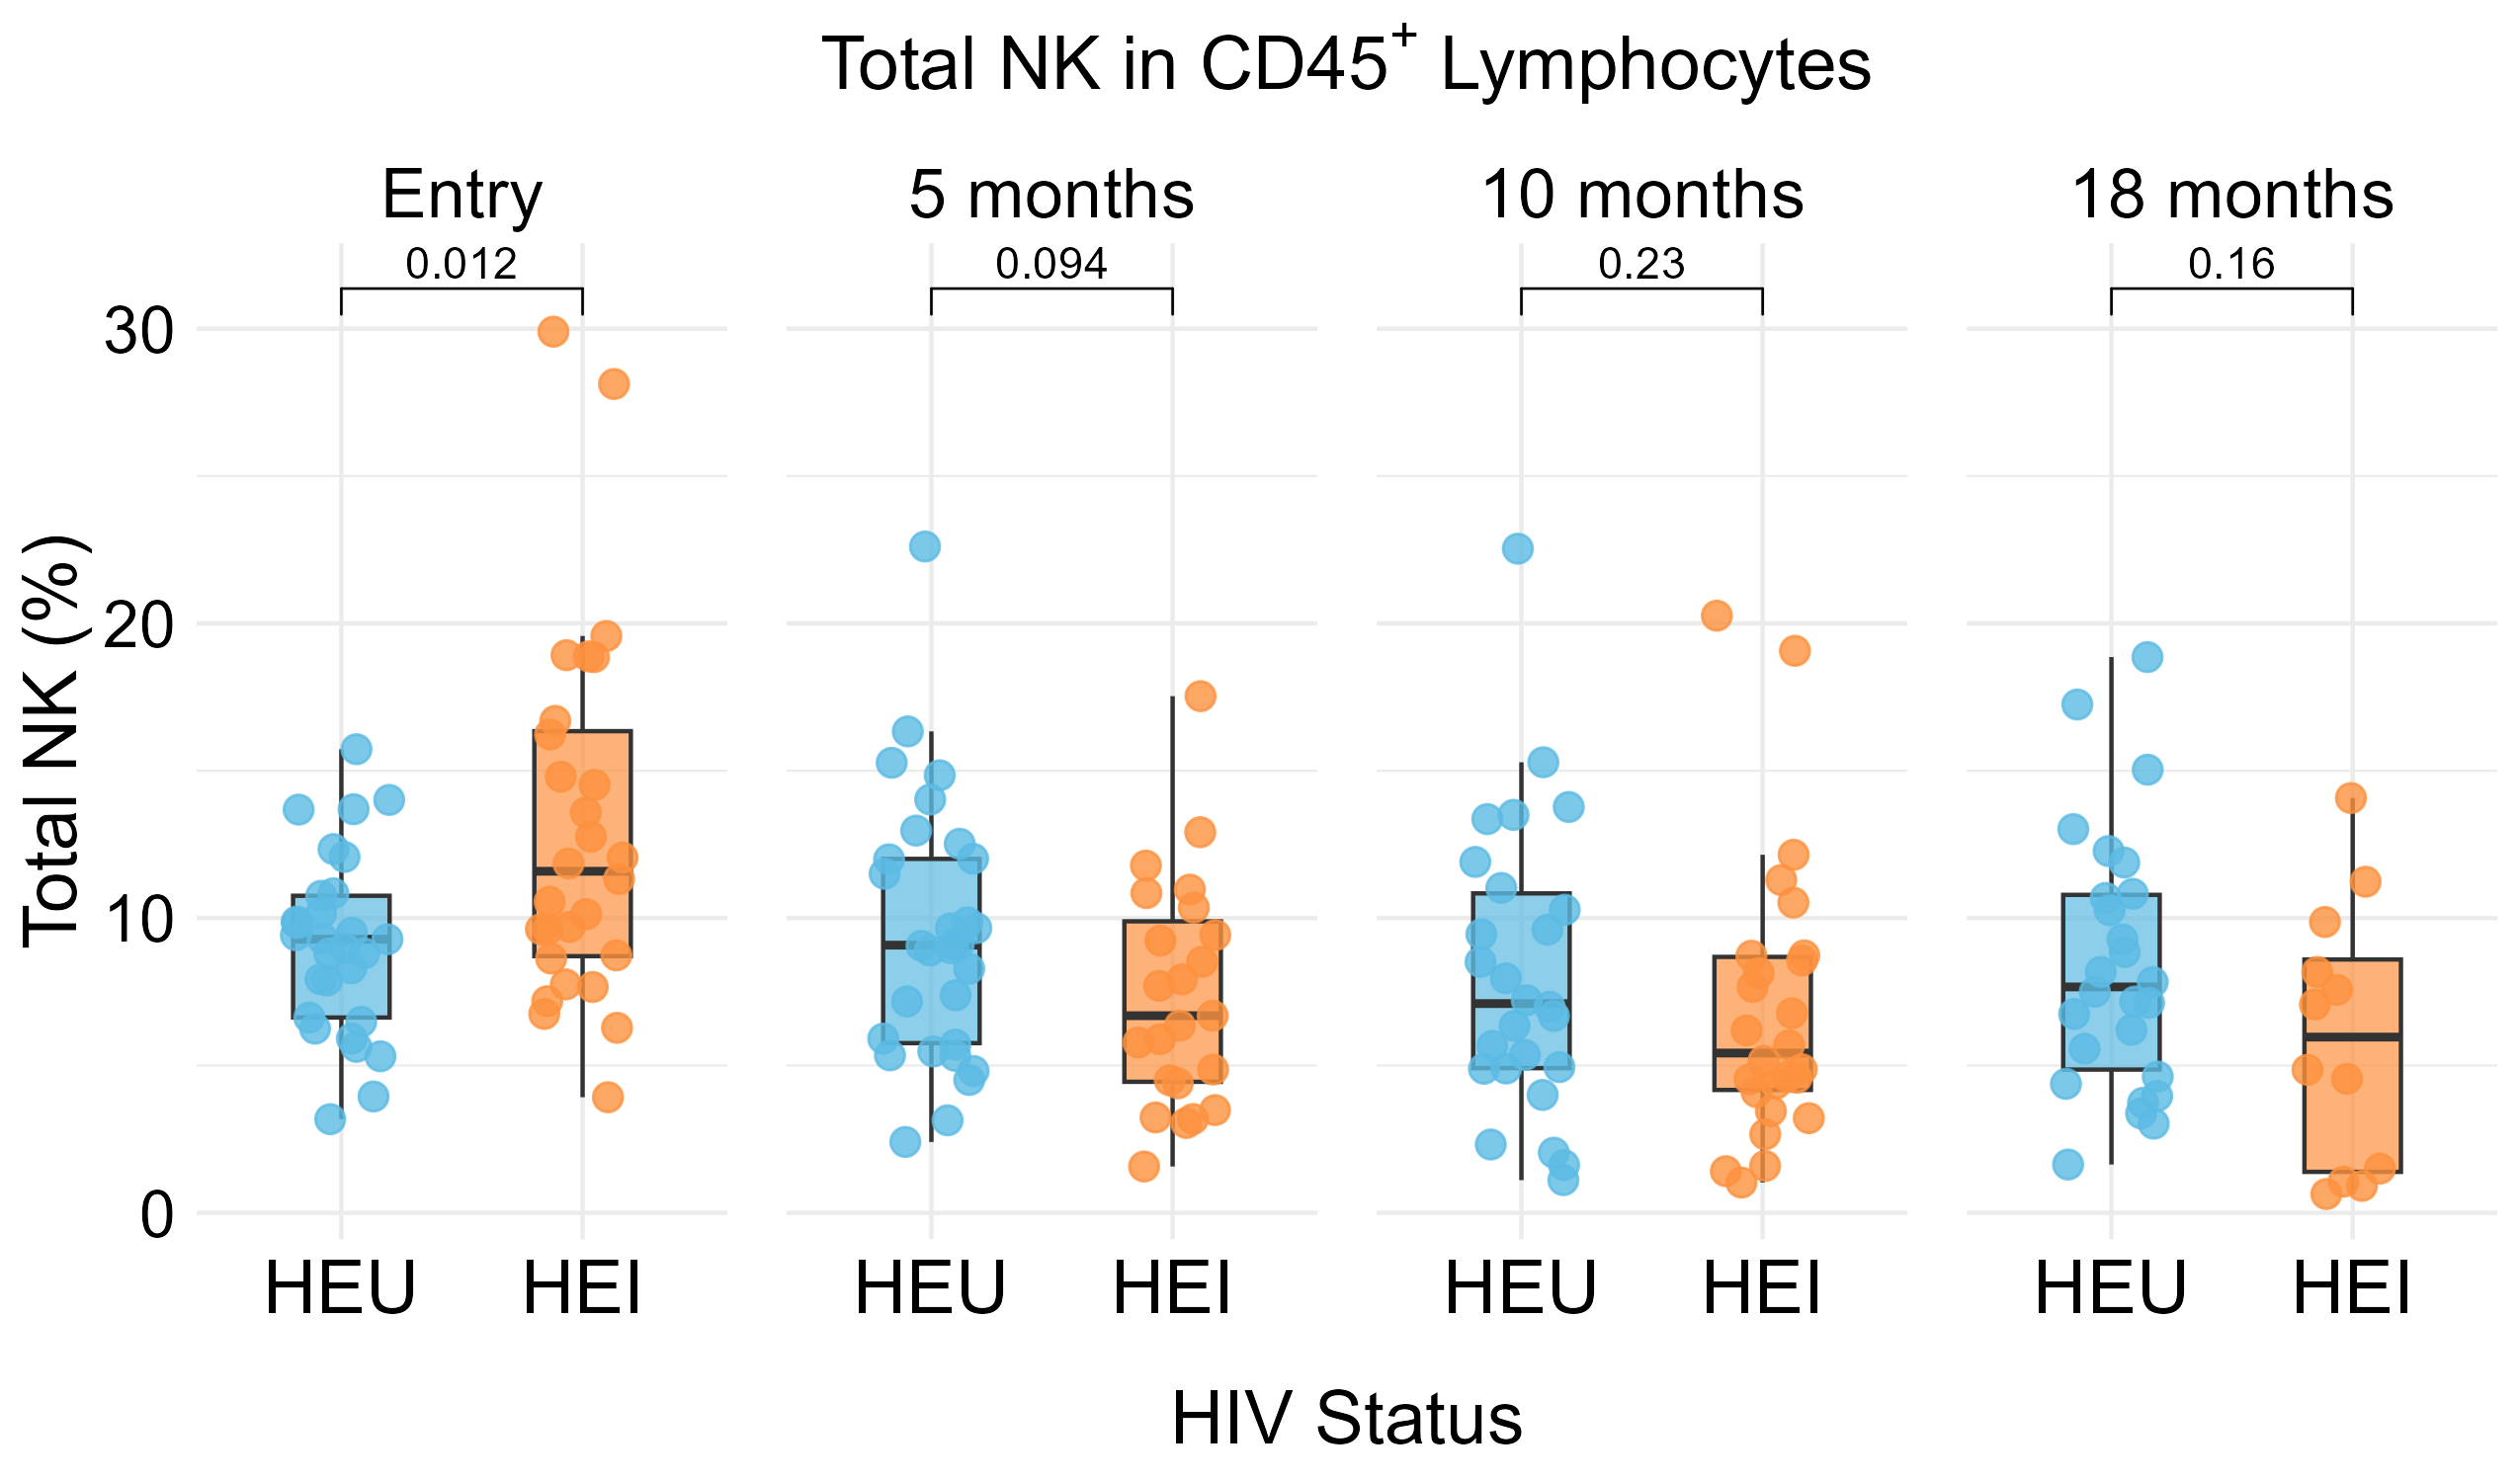 Total NK in CD45⁺ Lymphocytes
Entry 5 months 10 months 18 months
0.012 0.094 0.23 0.16
30
20
10
0
Total NK (%)
HEU HEI HEU HEI HEU HEI HEU HEI
HIV Status